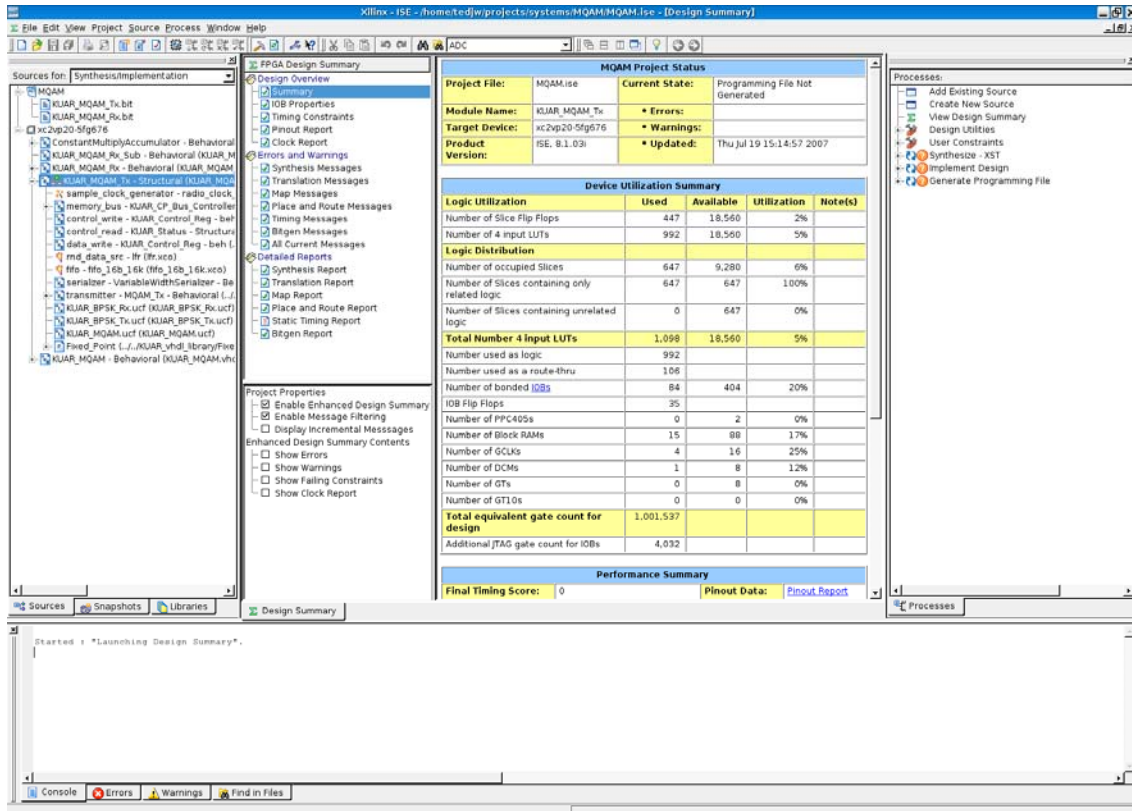 Xilinx - ISE - /home/tedjw/projects/systems/MQAM/MQAM.ise - [Design Summary]
File Edit View Project Source Process Window Help
ADC
Sources for: Synthesis/Implementation
MQAM
KUAR_MQAM_Tx.bit
KUAR_MQAM_Rx.bit
xc2vp20-5fg676
ConstantMultiplyAccumulator - Behavioral
KUAR_MQAM_Rx_Sub - Behavioral (KUAR_M
KUAR_MQAM_Rx - Behavioral (KUAR_MQAM
KUAR_MQAM_Tx - Structural (KUAR_MQA
sample_clock_generator - radio_clock_
memory_bus - KUAR_CP_Bus_Controller
control_write - KUAR_Control_Reg - beh
control_read - KUAR_Status - Structura
data_write - KUAR_Control_Reg - beh (.
rnd_data_src - lfr (lfr.xco)
fifo - fifo_16b_16k (fifo_16b_16k.xco)
serializer - VariableWidthSerializer - Be
transmitter - MQAM_Tx - Behavioral (../
KUAR_BPSK_Rx.ucf (KUAR_BPSK_Rx.ucf)
KUAR_BPSK_Tx.ucf (KUAR_BPSK_Tx.ucf)
KUAR_MQAM.ucf (KUAR_MQAM.ucf)
Fixed_Point (../../KUAR_vhdl_library/Fixe
KUAR_MQAM - Behavioral (KUAR_MQAM.vhd
Sources Snapshots Libraries
FPGA Design Summary
Design Overview
Summary
IOB Properties
Timing Constraints
Pinout Report
Clock Report
Errors and Warnings
Synthesis Messages
Translation Messages
Map Messages
Place and Route Messages
Timing Messages
Bitgen Messages
All Current Messages
Detailed Reports
Synthesis Report
Translation Report
Map Report
Place and Route Report
Static Timing Report
Bitgen Report
Project Properties
Enable Enhanced Design Summary
Enable Message Filtering
Display Incremental Messsages
Enhanced Design Summary Contents
Show Errors
Show Warnings
Show Failing Constraints
Show Clock Report
Design Summary
MQAM Project Status
Project File: MQAM.ise Current State: Programming File Not Generated
Module Name: KUAR_MQAM_Tx • Errors:
Target Device: xc2vp20-5fg676 • Warnings:
Product Version: ISE, 8.1.03i • Updated: Thu Jul 19 15:14:57 2007
Device Utilization Summary
Logic Utilization Used Available Utilization Note(s)
Number of Slice Flip Flops 447 18,560 2%
Number of 4 input LUTs 992 18,560 5%
Logic Distribution
Number of occupied Slices 647 9,280 6%
Number of Slices containing only related logic 647 647 100%
Number of Slices containing unrelated logic 0 647 0%
Total Number 4 input LUTs 1,098 18,560 5%
Number used as logic 992
Number used as a route-thru 106
Number of bonded IOBs 84 404 20%
IOB Flip Flops 35
Number of PPC405s 0 2 0%
Number of Block RAMs 15 88 17%
Number of GCLKs 4 16 25%
Number of DCMs 1 8 12%
Number of GTs 0 8 0%
Number of GT10s 0 0 0%
Total equivalent gate count for design 1,001,537
Additional JTAG gate count for IOBs 4,032
Performance Summary
Final Timing Score: 0 Pinout Data: Pinout Report
Processes:
Add Existing Source
Create New Source
View Design Summary
Design Utilities
User Constraints
Synthesize - XST
Implement Design
Generate Programming File
Processes
Started : "Launching Design Summary".
Console Errors Warnings Find in Files